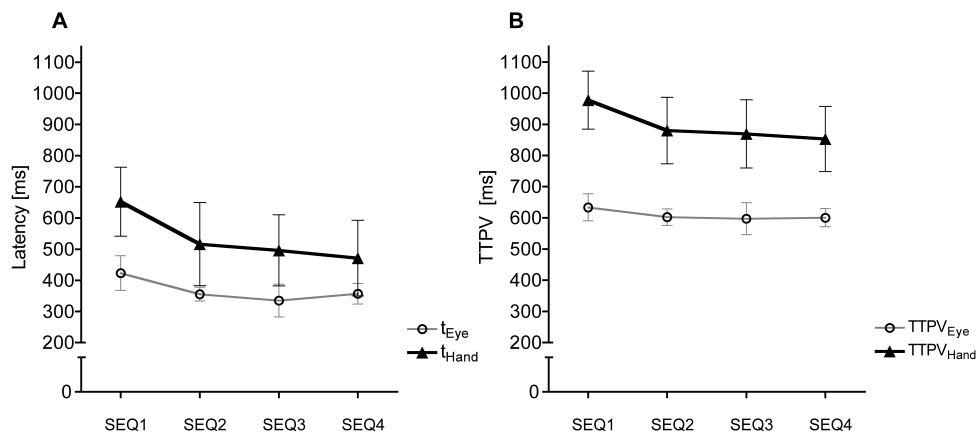 A
Latency [ms]
1100
1000
900
800
700
600
500
400
300
200
0
SEQ1 SEQ2 SEQ3 SEQ4
tEye
tHand
B
TTPV [ms]
1100
1000
900
800
700
600
500
400
300
200
0
SEQ1 SEQ2 SEQ3 SEQ4
TTPVEye
TTPVHand